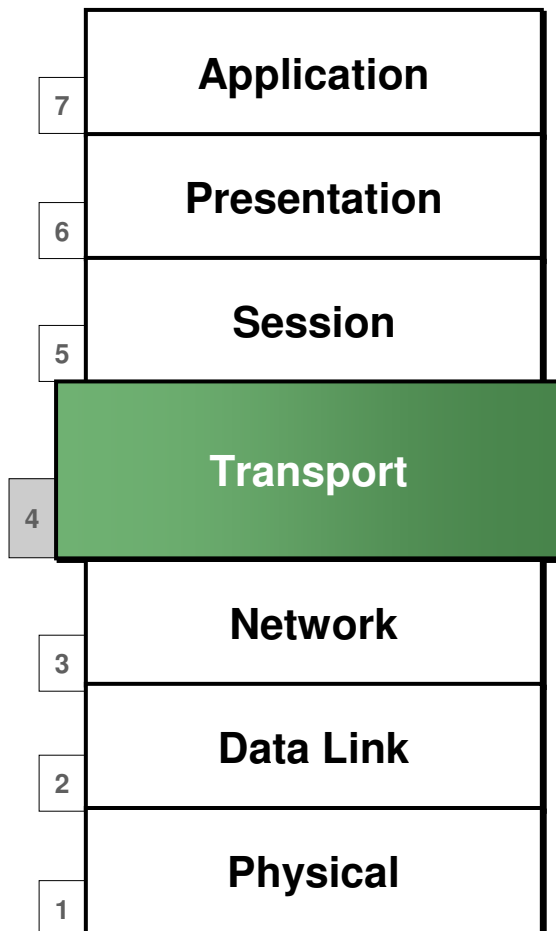 Application
7
Presentation
6
Session
5
Transport
4
Network
3
Data Link
2
Physical
1